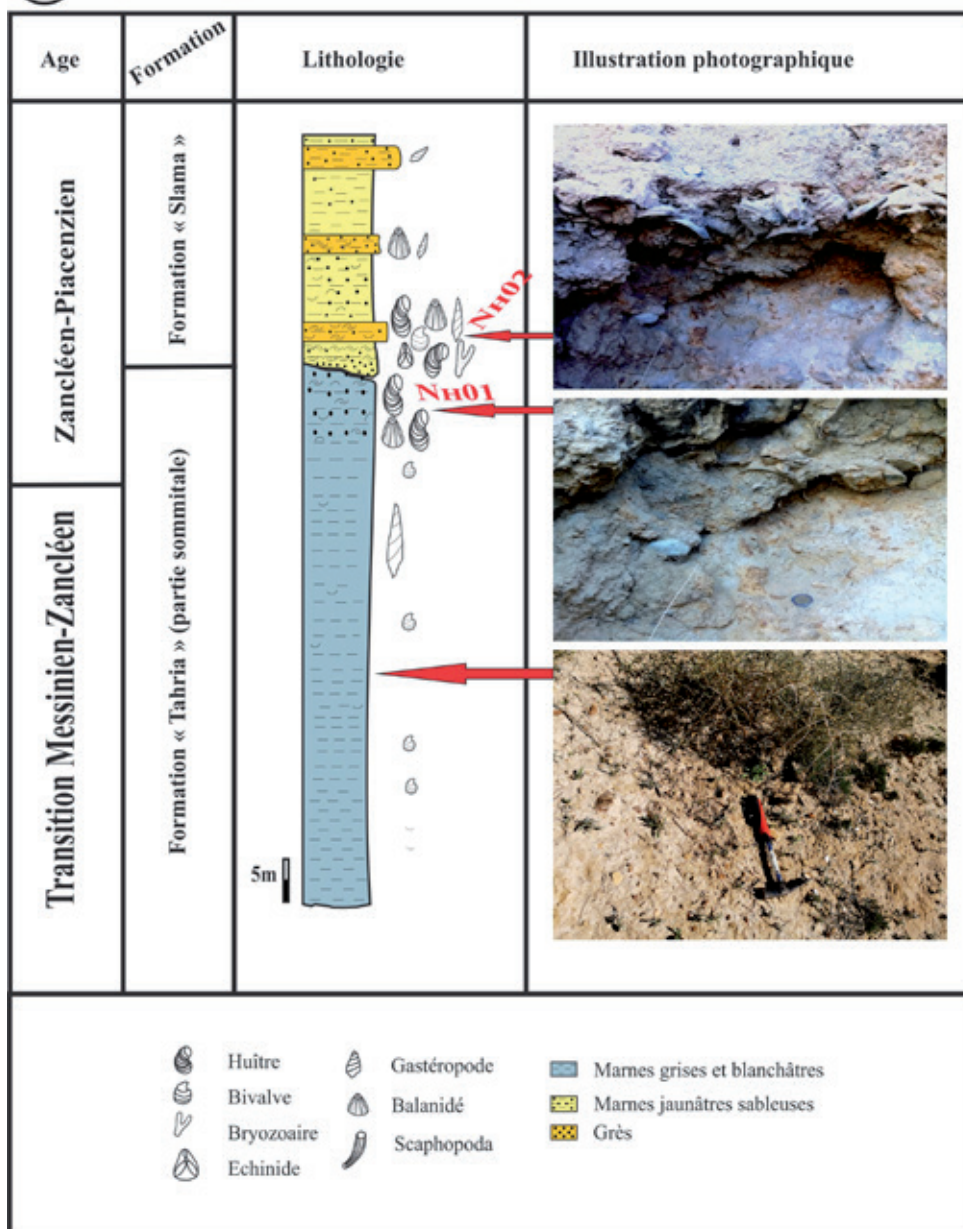 Age
Formation
Lithologie
Illustration photographique
Zancléen-Piacenzien
Transition Messinien-Zancléen
Formation « Slama »
Formation « Tahria » (partie sommitale)
NH02
NH01
5m
Huître
Bivalve
Bryozoaire
Echinide
Gastéropode
Balanidé
Scaphopoda
Marnes grises et blanchâtres
Marnes jaunâtres sableuses
Grès